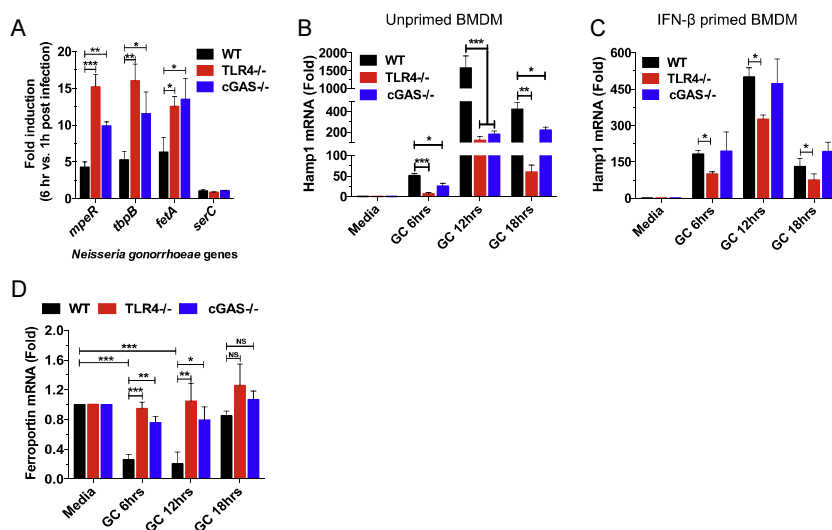 A
Fold induction
(6 hr vs. 1h post infection)
20
15
10
5
0
***
**
**
*
*
*
WT
TLR4-/-
cGAS-/-
mpeR
tbpB
fetA
serC
Neisseria gonorrhoeae genes
B
Unprimed BMDM
Hamp1 mRNA (Fold)
2000
1500
1000
400
200
100
50
0
***
*
***
*
**
WT
TLR4-/-
cGAS-/-
Media
GC 6hrs
GC 12hrs
GC 18hrs
C
IFN-β primed BMDM
Hamp1 mRNA (Fold)
600
450
300
150
0
*
*
*
WT
TLR4-/-
cGAS-/-
Media
GC 6hrs
GC 12hrs
GC 18hrs
D
WT
TLR4-/-
cGAS-/-
Ferroportin mRNA (Fold)
2.0
1.6
1.2
0.8
0.4
0.0
***
***
**
***
*
**
NS
NS
Media
GC 6hrs
GC 12hrs
GC 18hrs